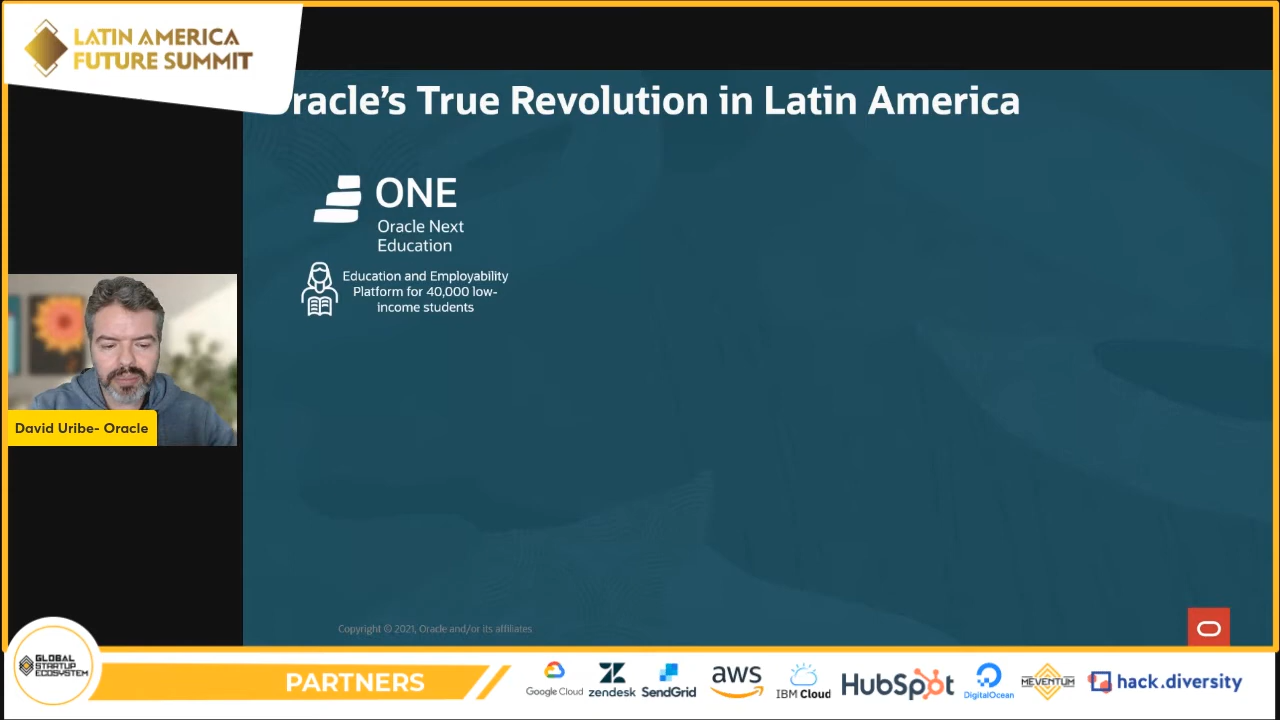 LATIN AMERICA
FUTURE SUMMIT
racle's True Revolution in Latin America
ONE
Oracle Next
Education
Education and Employability
Platform for 40,000 low-
income students
David Uribe- Oracle
Copyright © 2021, Oracle and/or its affiliates
GLOBAL
STARTUP
ECOSYSTEM
PARTNERS
Google Cloud
zendesk
SendGrid
aws
IBM Cloud
HubSpot
DigitalOcean
MEVENTUM
hack.diversity